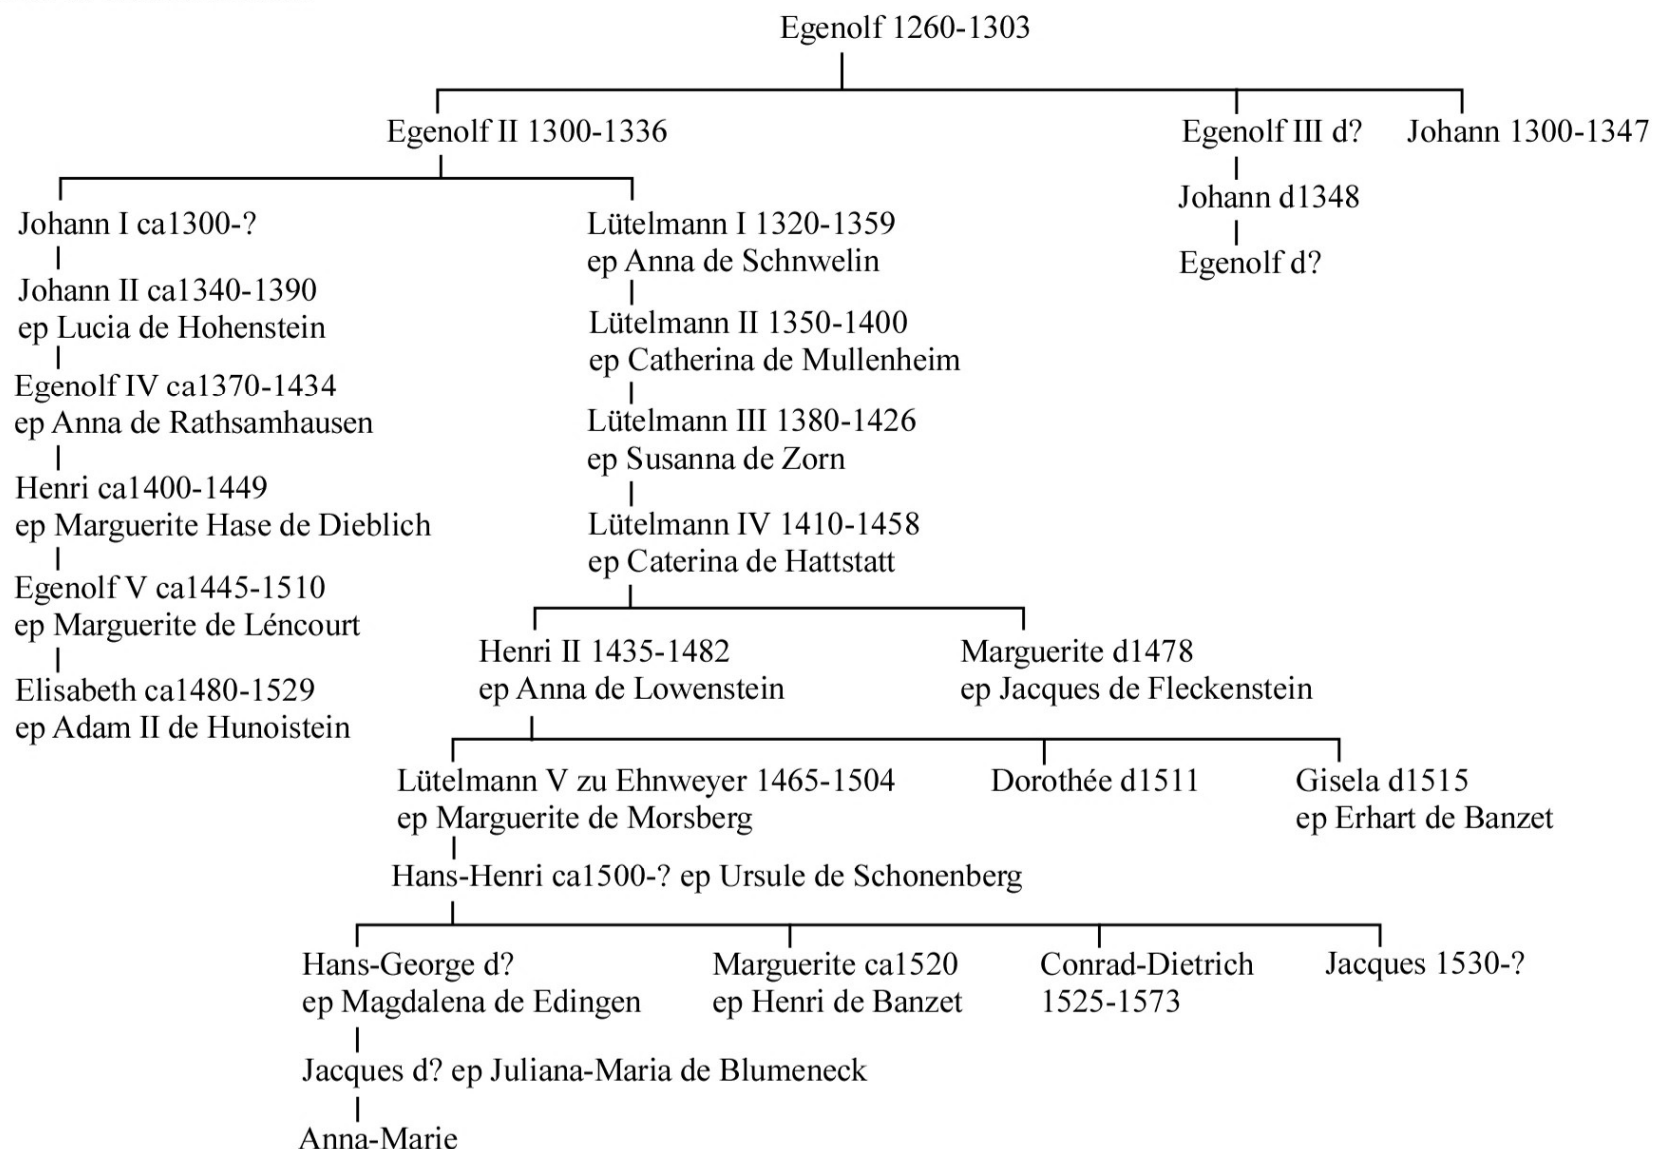 Egenolf 1260-1303
Egenolf II 1300-1336
Egenolf III d?
Johann 1300-1347
Johann d1348
Egenolf d?
Johann I ca1300-?
Johann II ca1340-1390
ep Lucia de Hohenstein
Egenolf IV ca1370-1434
ep Anna de Rathsamhausen
Henri ca1400-1449
ep Marguerite Hase de Dieblich
Egenolf V ca1445-1510
ep Marguerite de Léncourt
Elisabeth ca1480-1529
ep Adam II de Hunoistein
Lütelmann I 1320-1359
ep Anna de Schnwelin
Lütelmann II 1350-1400
ep Catherina de Mullenheim
Lütelmann III 1380-1426
ep Susanna de Zorn
Lütelmann IV 1410-1458
ep Caterina de Hattstatt
Henri II 1435-1482
ep Anna de Lowenstein
Marguerite d1478
ep Jacques de Fleckenstein
Lütelmann V zu Ehnweyer 1465-1504
ep Marguerite de Morsberg
Dorothée d1511
Gisela d1515
ep Erhart de Banzet
Hans-Henri ca1500-? ep Ursule de Schonenberg
Hans-George d?
ep Magdalena de Edingen
Marguerite ca1520
ep Henri de Banzet
Conrad-Dietrich
1525-1573
Jacques 1530-?
Jacques d? ep Juliana-Maria de Blumeneck
Anna-Marie